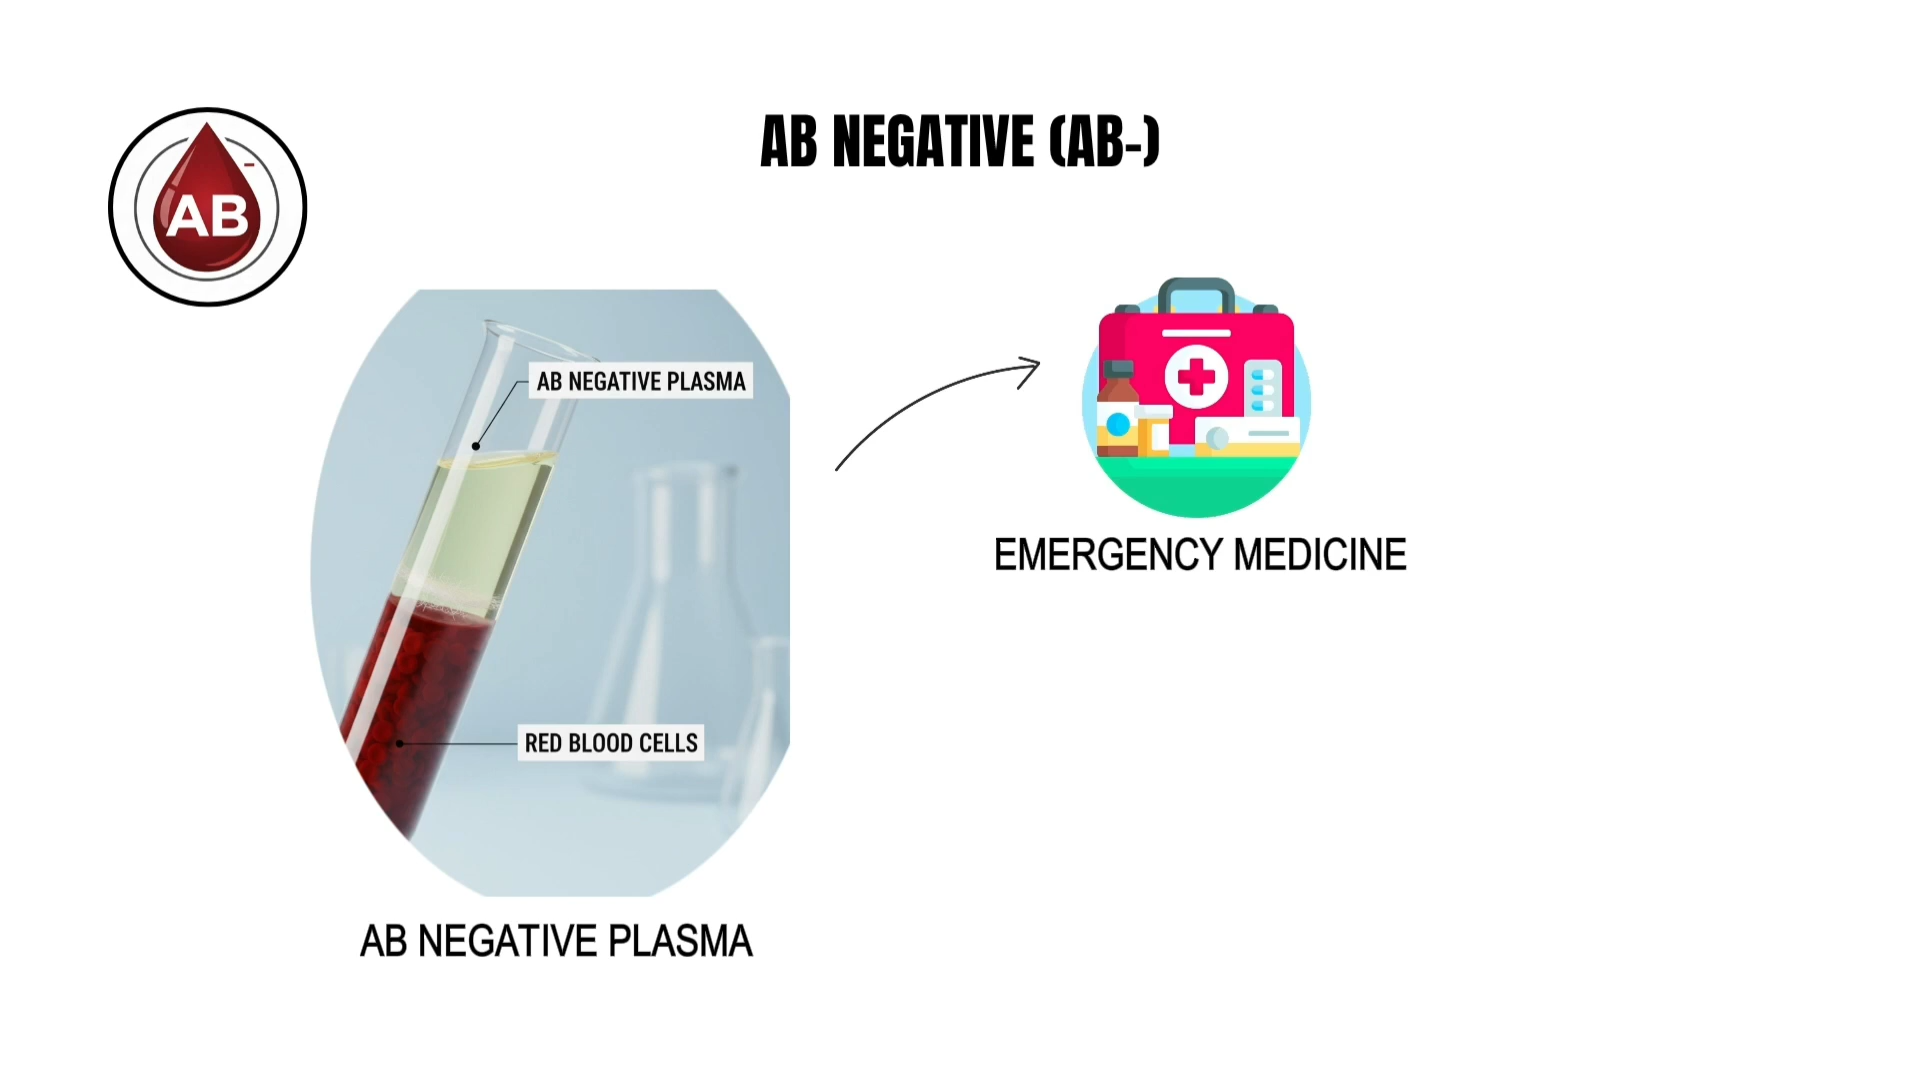 AB NEGATIVE (AB-)
AB -
AB NEGATIVE PLASMA
RED BLOOD CELLS
AB NEGATIVE PLASMA
EMERGENCY MEDICINE